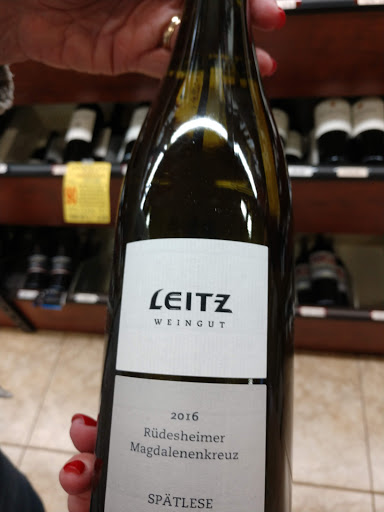 LEITZ
WEINGUT
2016
Rüdesheimer
Magdalenenkreuz
SPÄTLESE